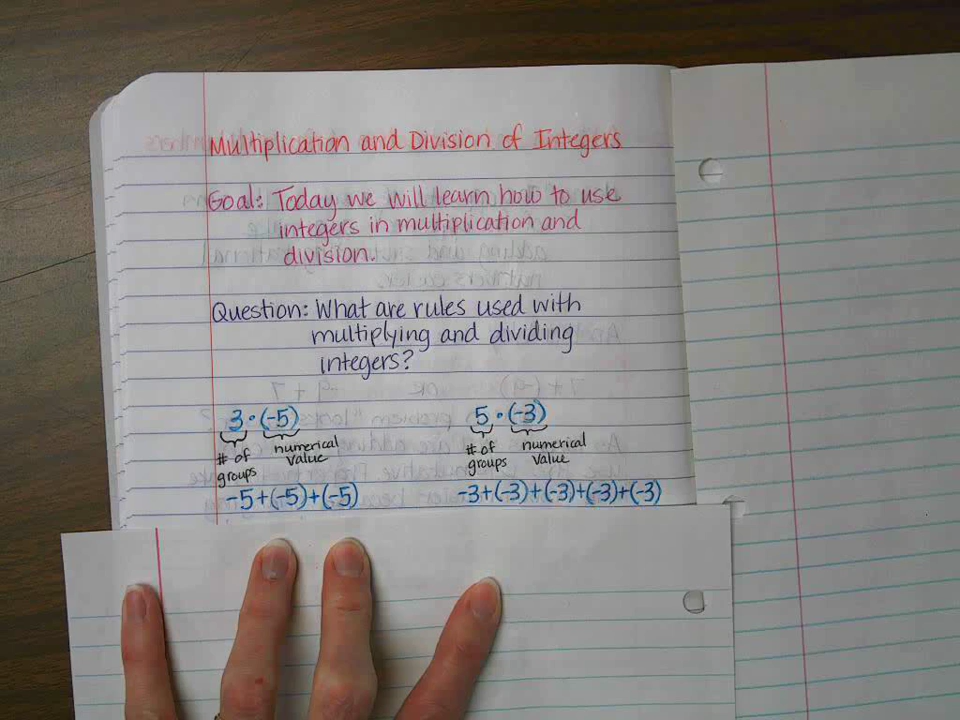 Multiplication and Division of Integers
Goal: Today we will learn how to use
integers in multiplication and
division.
Question: What are rules used with
multiplying and dividing
integers?
3 · (-5) 5 · (-3)
# of groups numerical value # of groups numerical value
-5+(-5)+(-5) -3+(-3)+(-3)+(-3)+(-3)